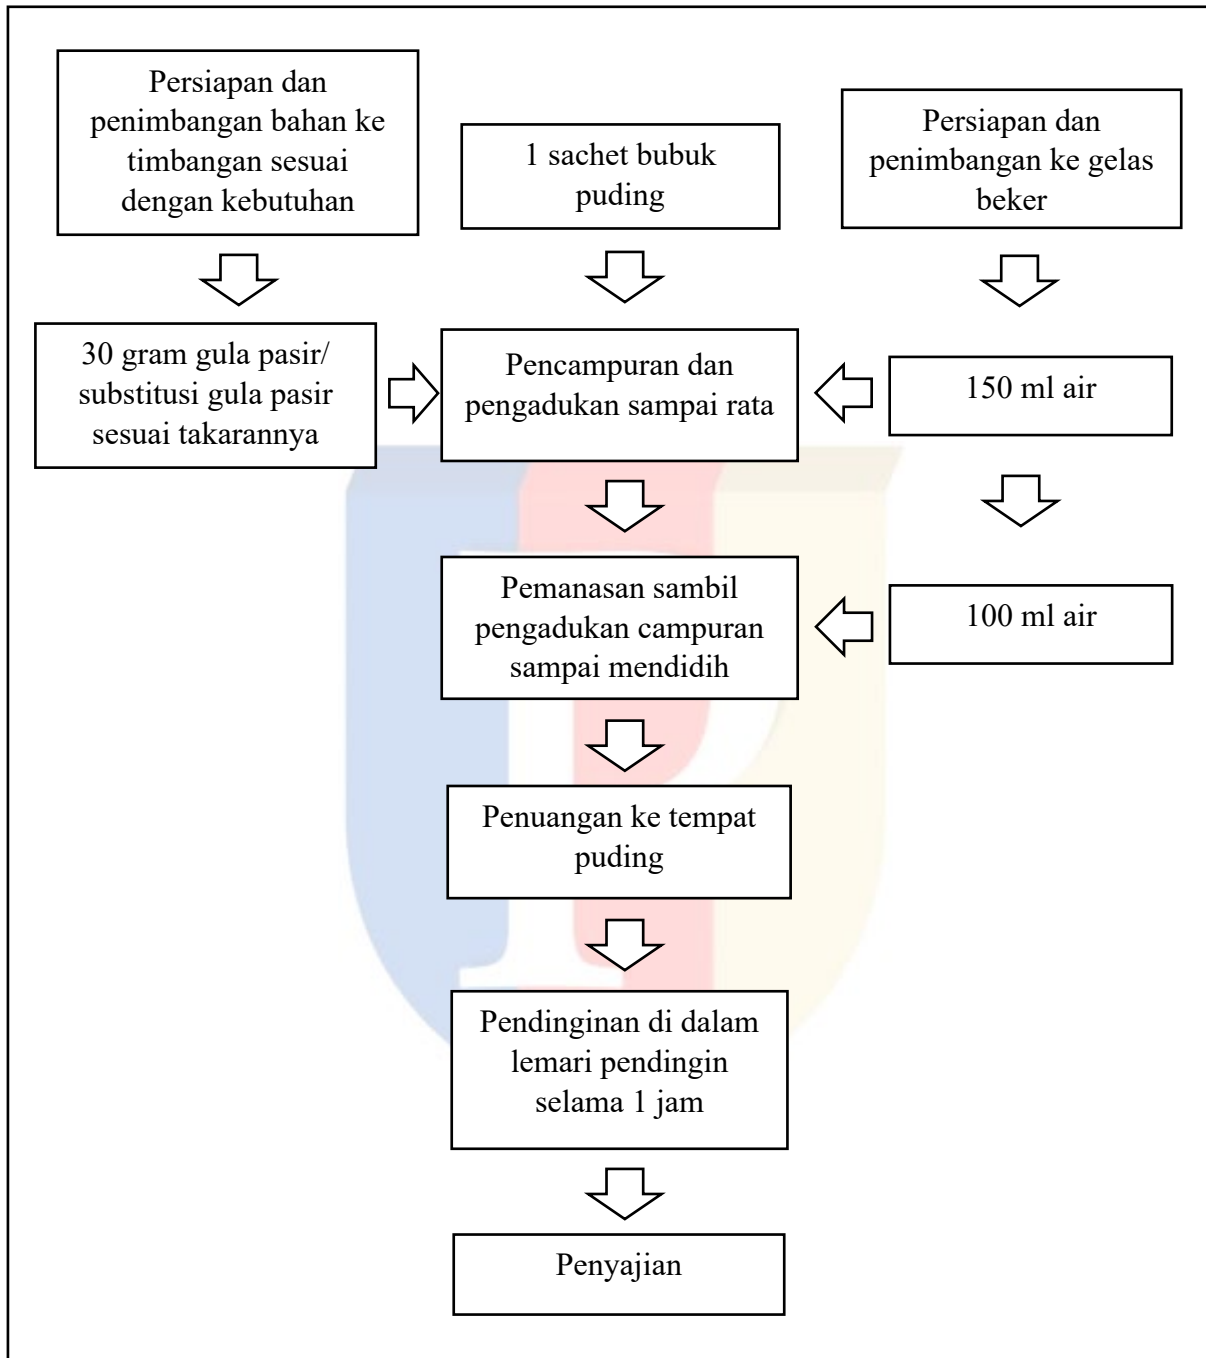 Persiapan dan
penimbangan bahan ke
timbangan sesuai
dengan kebutuhan
1 sachet bubuk
puding
Persiapan dan
penimbangan ke gelas
beker
30 gram gula pasir/
substitusi gula pasir
sesuai takarannya
Pencampuran dan
pengadukan sampai rata
150 ml air
Pemanasan sambil
pengadukan campuran
sampai mendidih
100 ml air
Penuangan ke tempat
puding
Pendinginan di dalam
lemari pendingin
selama 1 jam
Penyajian